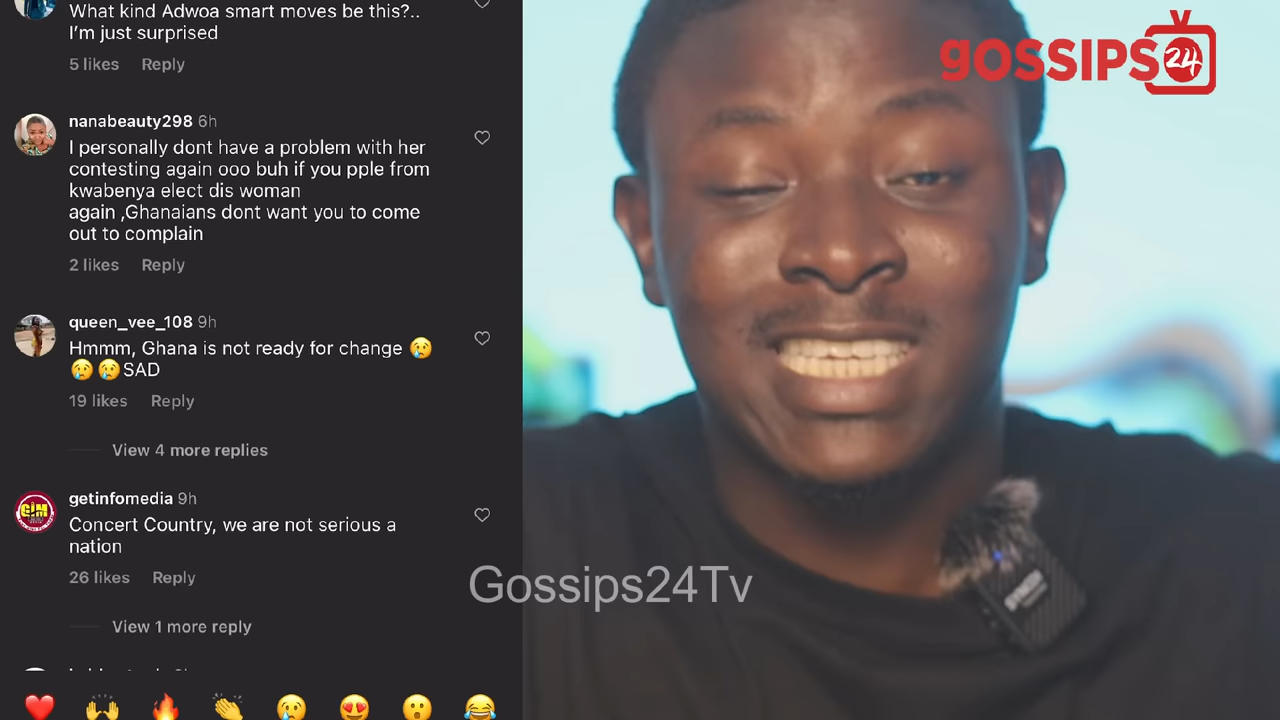 What kind Adwoa smart moves be this?..
I'm just surprised
5 likes Reply
nanabeauty298 6h
I personally dont have a problem with her
contesting again ooo buh if you pple from
kwabenya elect dis woman
again ,Ghanaians dont want you to come
out to complain
2 likes Reply
queen_vee_108 9h
Hmmm, Ghana is not ready for change 😢
😢😢SAD
19 likes Reply
View 4 more replies
getinfomedia 9h
Concert Country, we are not serious a
nation
26 likes Reply
View 1 more reply
GOSSIPS24
Gossips24Tv
GIM